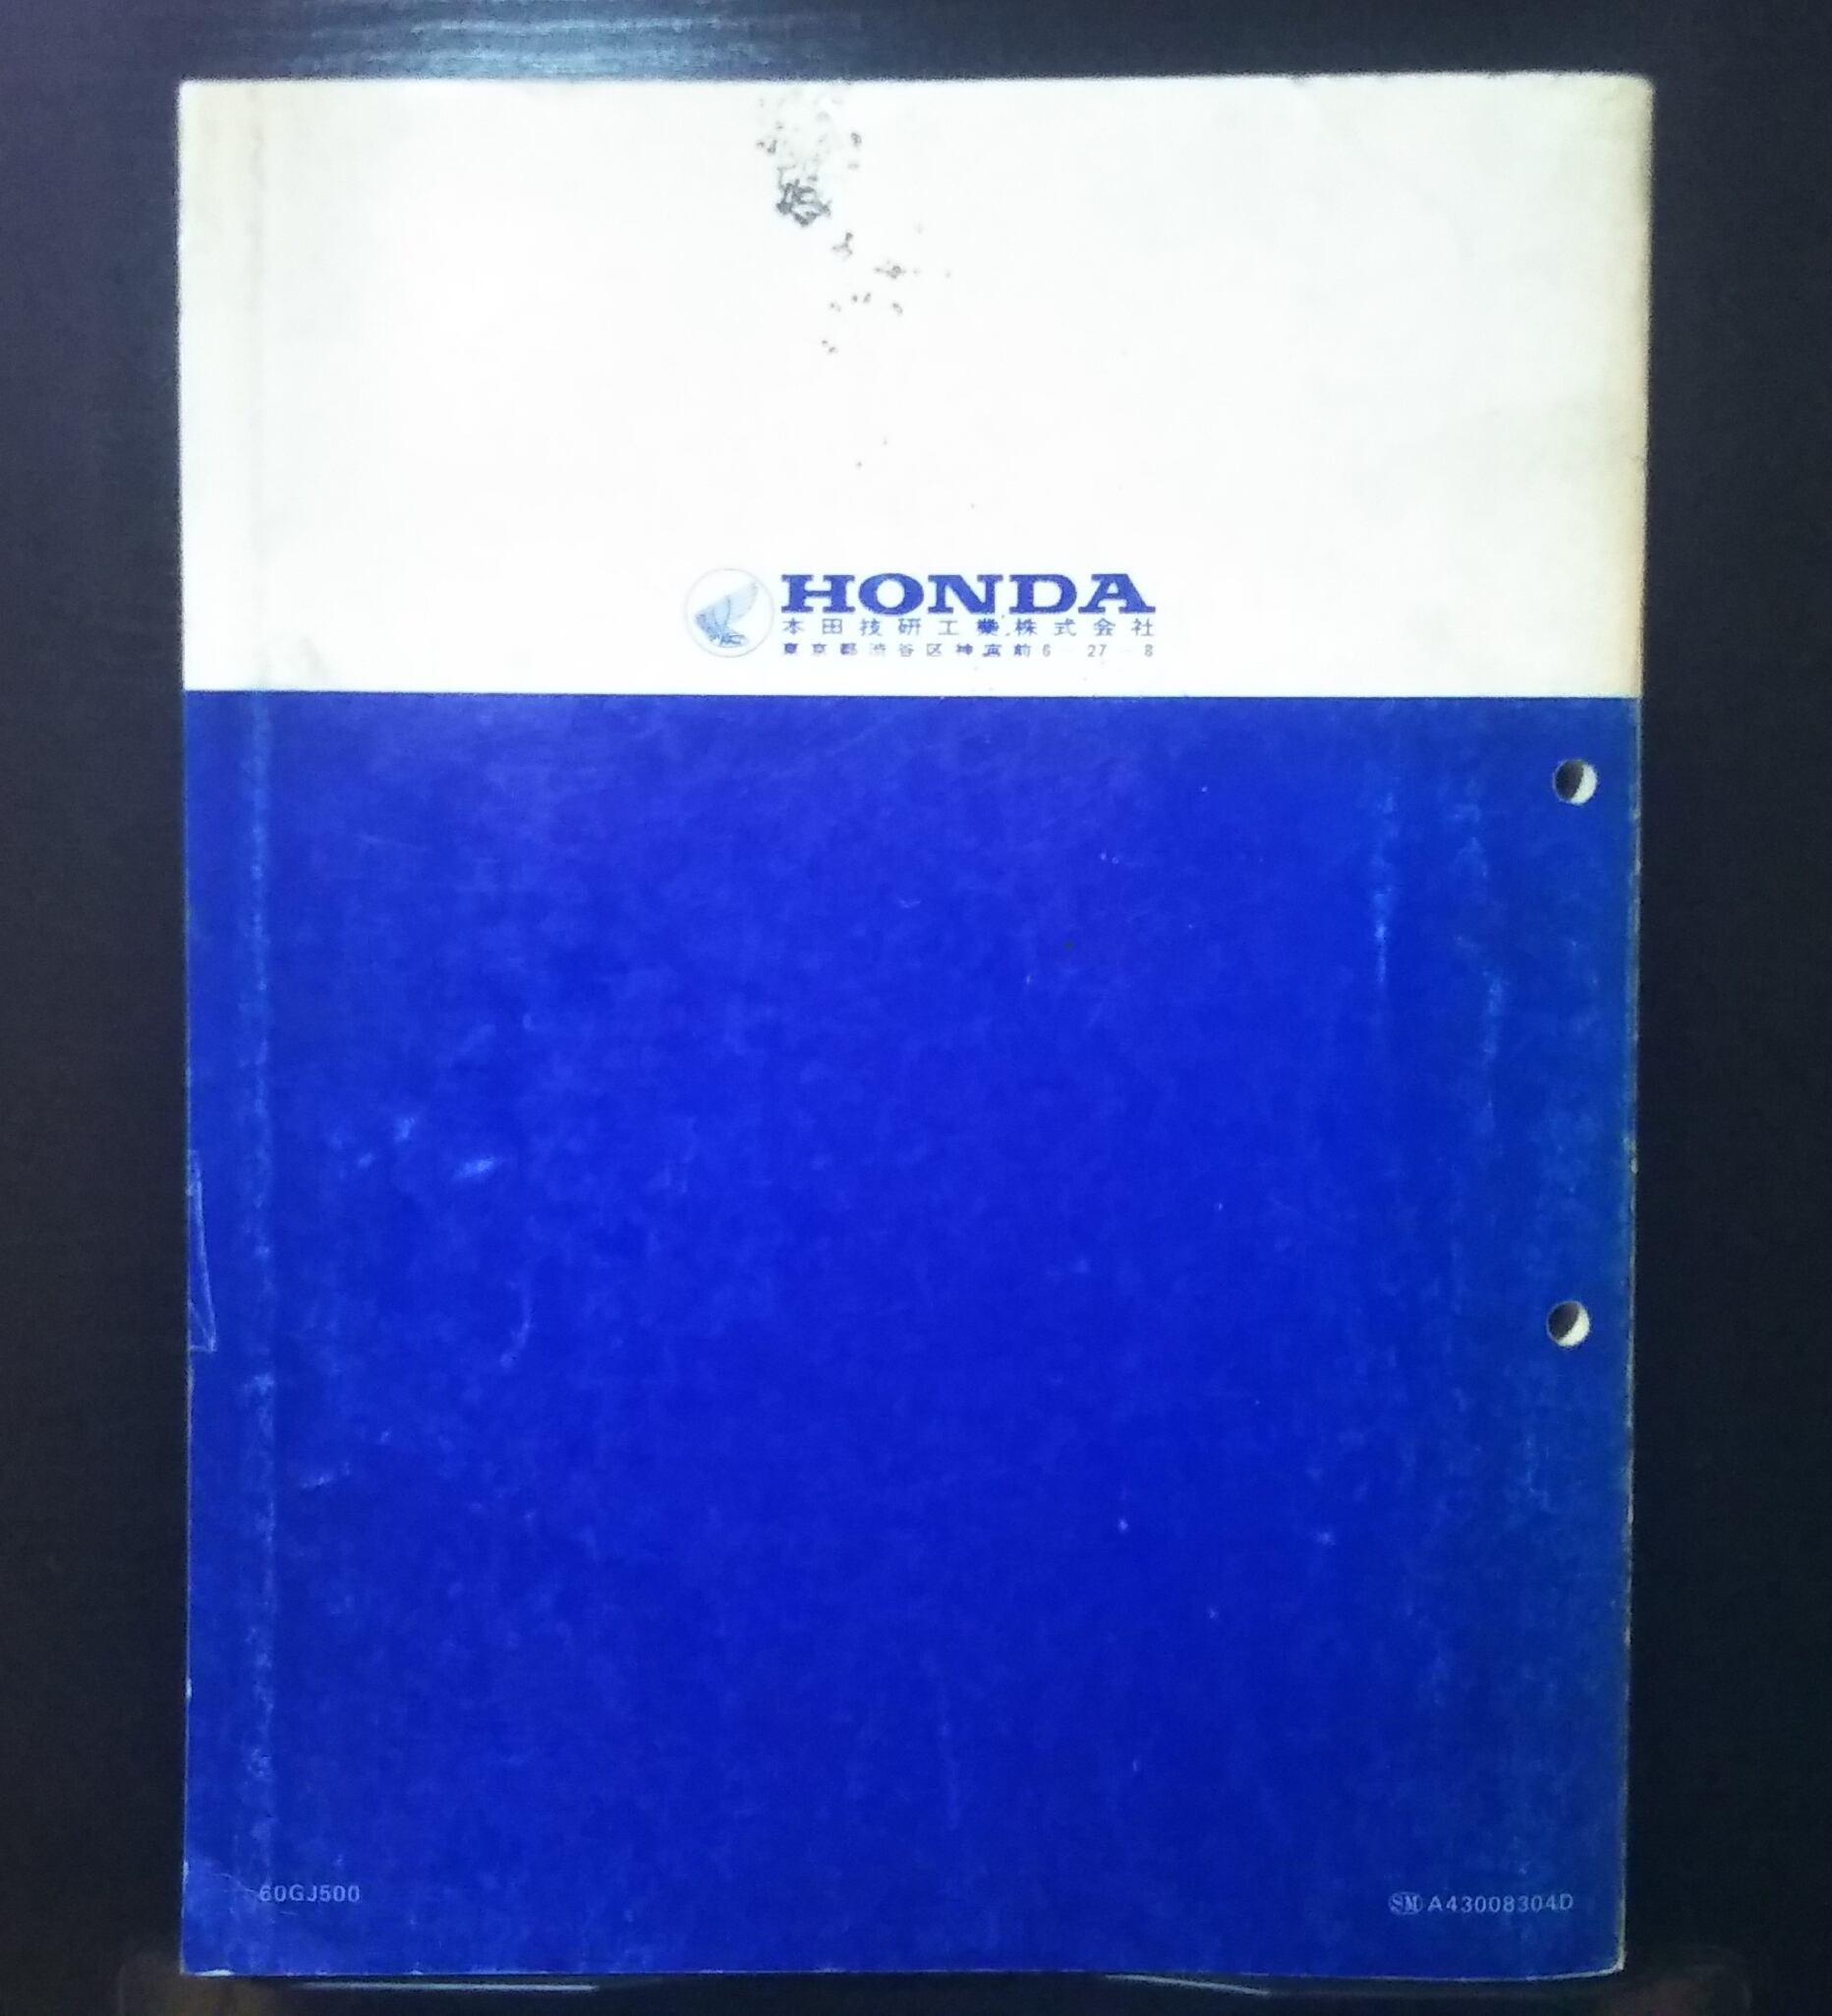 HONDA
本田技研工業株式会社
東京都渋谷区神宮前6-27-8
60GJ500
SM A43008304D